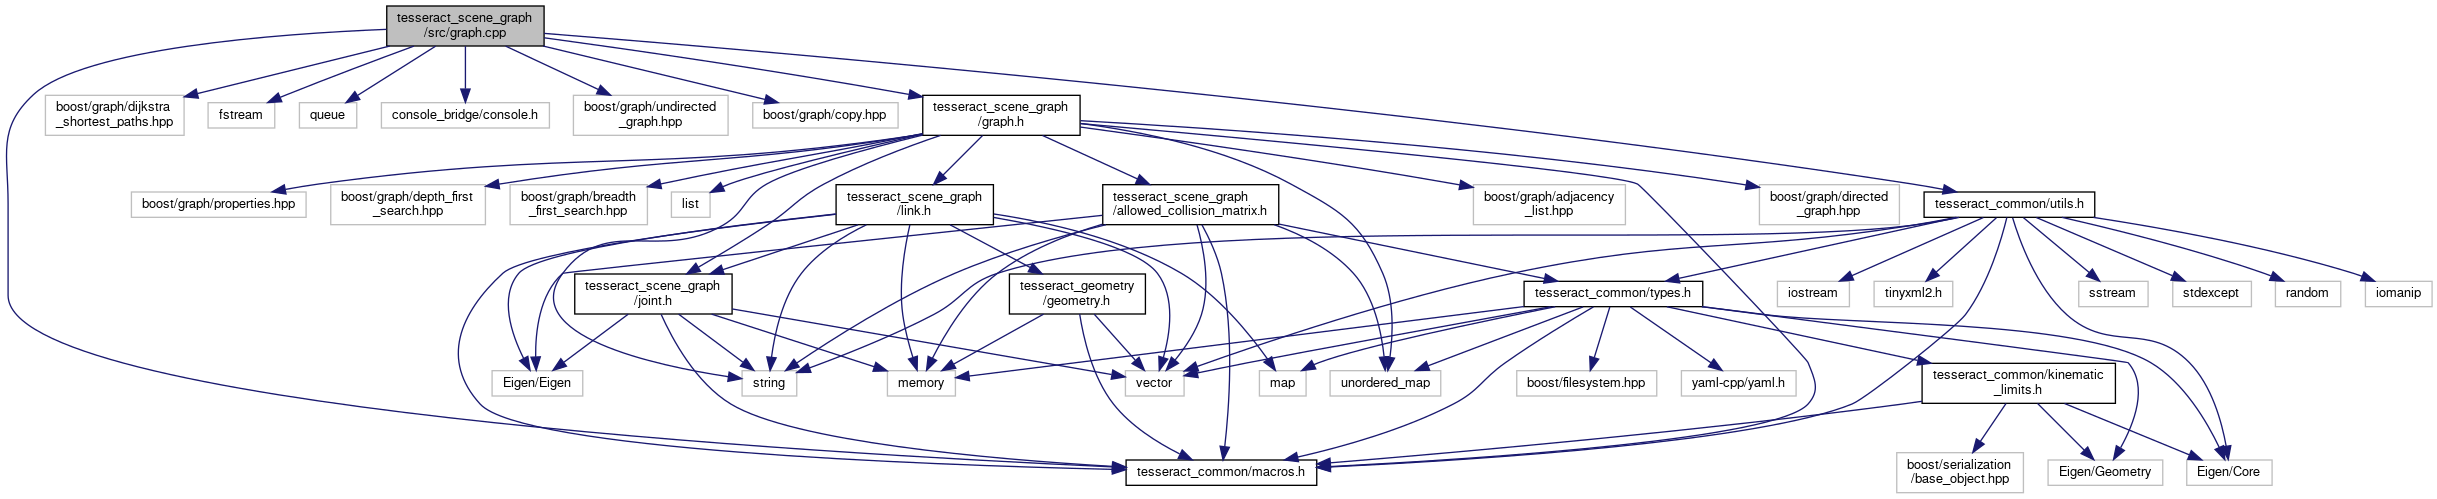 tesseract_scene_graph
/src/graph.cpp
boost/graph/dijkstra
_shortest_paths.hpp
fstream
queue
console_bridge/console.h
boost/graph/undirected
_graph.hpp
boost/graph/copy.hpp
tesseract_scene_graph
/graph.h
boost/graph/properties.hpp
boost/graph/depth_first
_search.hpp
boost/graph/breadth
_first_search.hpp
list
tesseract_scene_graph
/link.h
tesseract_scene_graph
/allowed_collision_matrix.h
boost/graph/adjacency
_list.hpp
boost/graph/directed
_graph.hpp
tesseract_common/utils.h
tesseract_scene_graph
/joint.h
tesseract_geometry
/geometry.h
tesseract_common/types.h
iostream
tinyxml2.h
sstream
stdexcept
random
iomanip
Eigen/Eigen
string
memory
vector
map
unordered_map
boost/filesystem.hpp
yaml-cpp/yaml.h
tesseract_common/kinematic
_limits.h
tesseract_common/macros.h
boost/serialization
/base_object.hpp
Eigen/Geometry
Eigen/Core